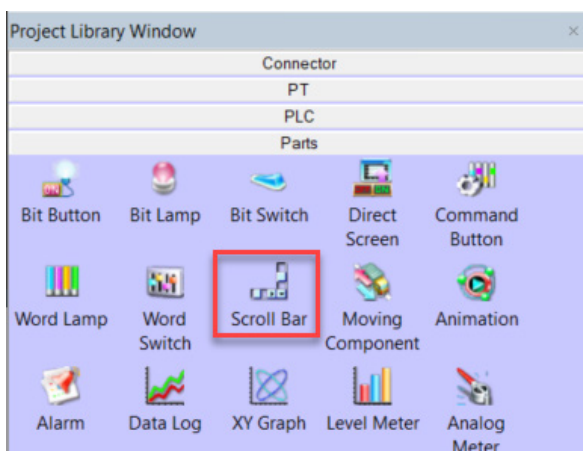 Project Library Window
Connector
PT
PLC
Parts
Bit Button Bit Lamp Bit Switch Direct Command
Screen Button
Word Lamp Word Scroll Bar Moving Animation
Switch Component
Alarm Data Log XY Graph Level Meter Analog
Meter